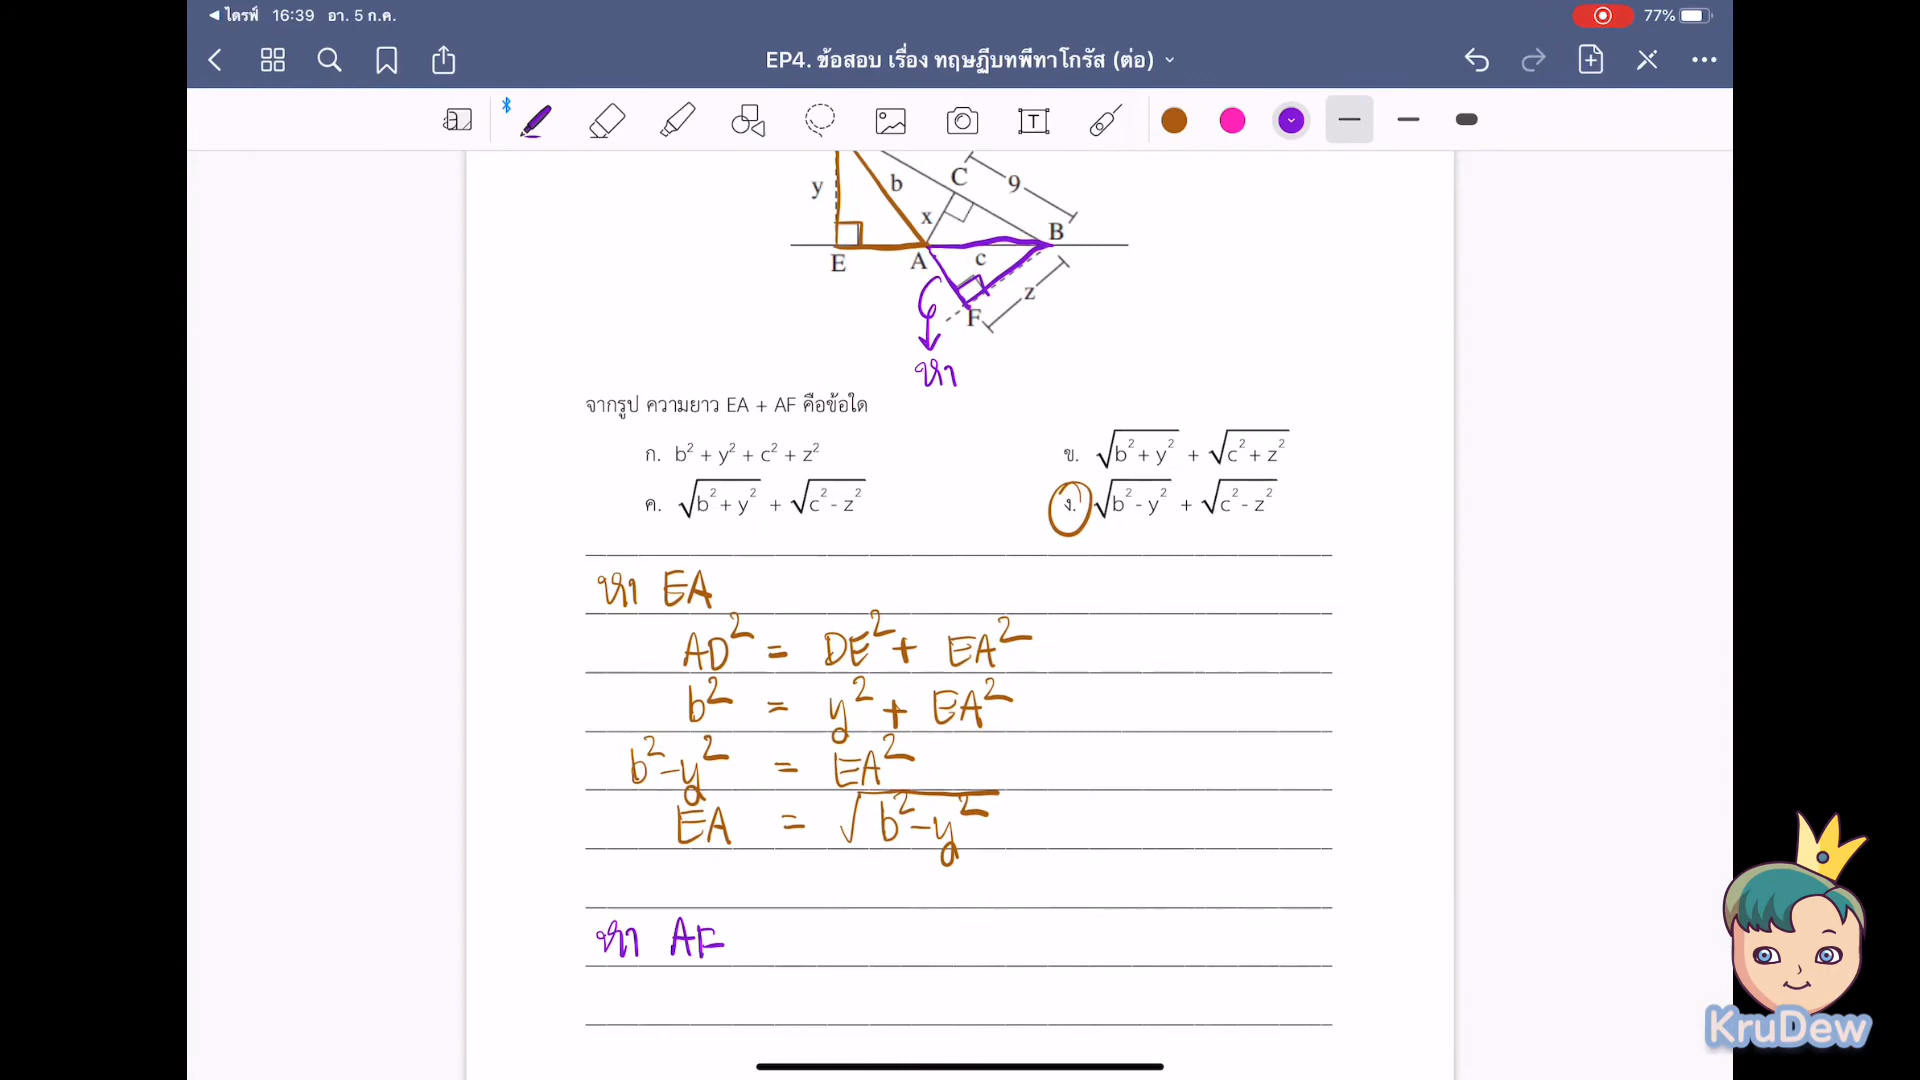 ไดรฟ์ 16:39 อา. 5 ก.ค. 77%
EP4. ข้อสอบ เรื่อง ทฤษฎีบทพีทาโกรัส (ต่อ)
a T
y b C 9
x B
E A c
z
F
หา
จากรูป ความยาว EA + AF คือข้อใด
ก. b² + y² + c² + z² ข. √(b² + y²) + √(c² + z²)
ค. √(b² + y²) + √(c² - z²) ง. √(b² - y²) + √(c² - z²)
หา EA
AD² = DE² + EA²
b² = y² + EA²
b² - y² = EA²
EA = √(b² - y²)
หา AF
KruDew